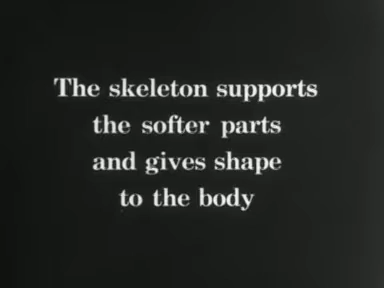 The skeleton supports
the softer parts
and gives shape
to the body